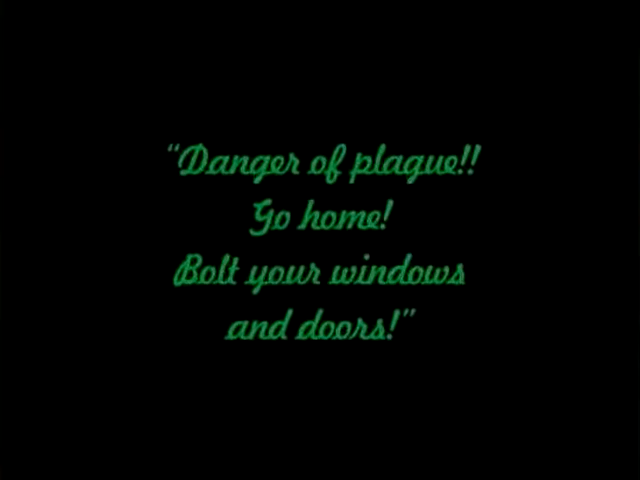 “Danger of plague!!
Go home!
Bolt your windows
and doors!”